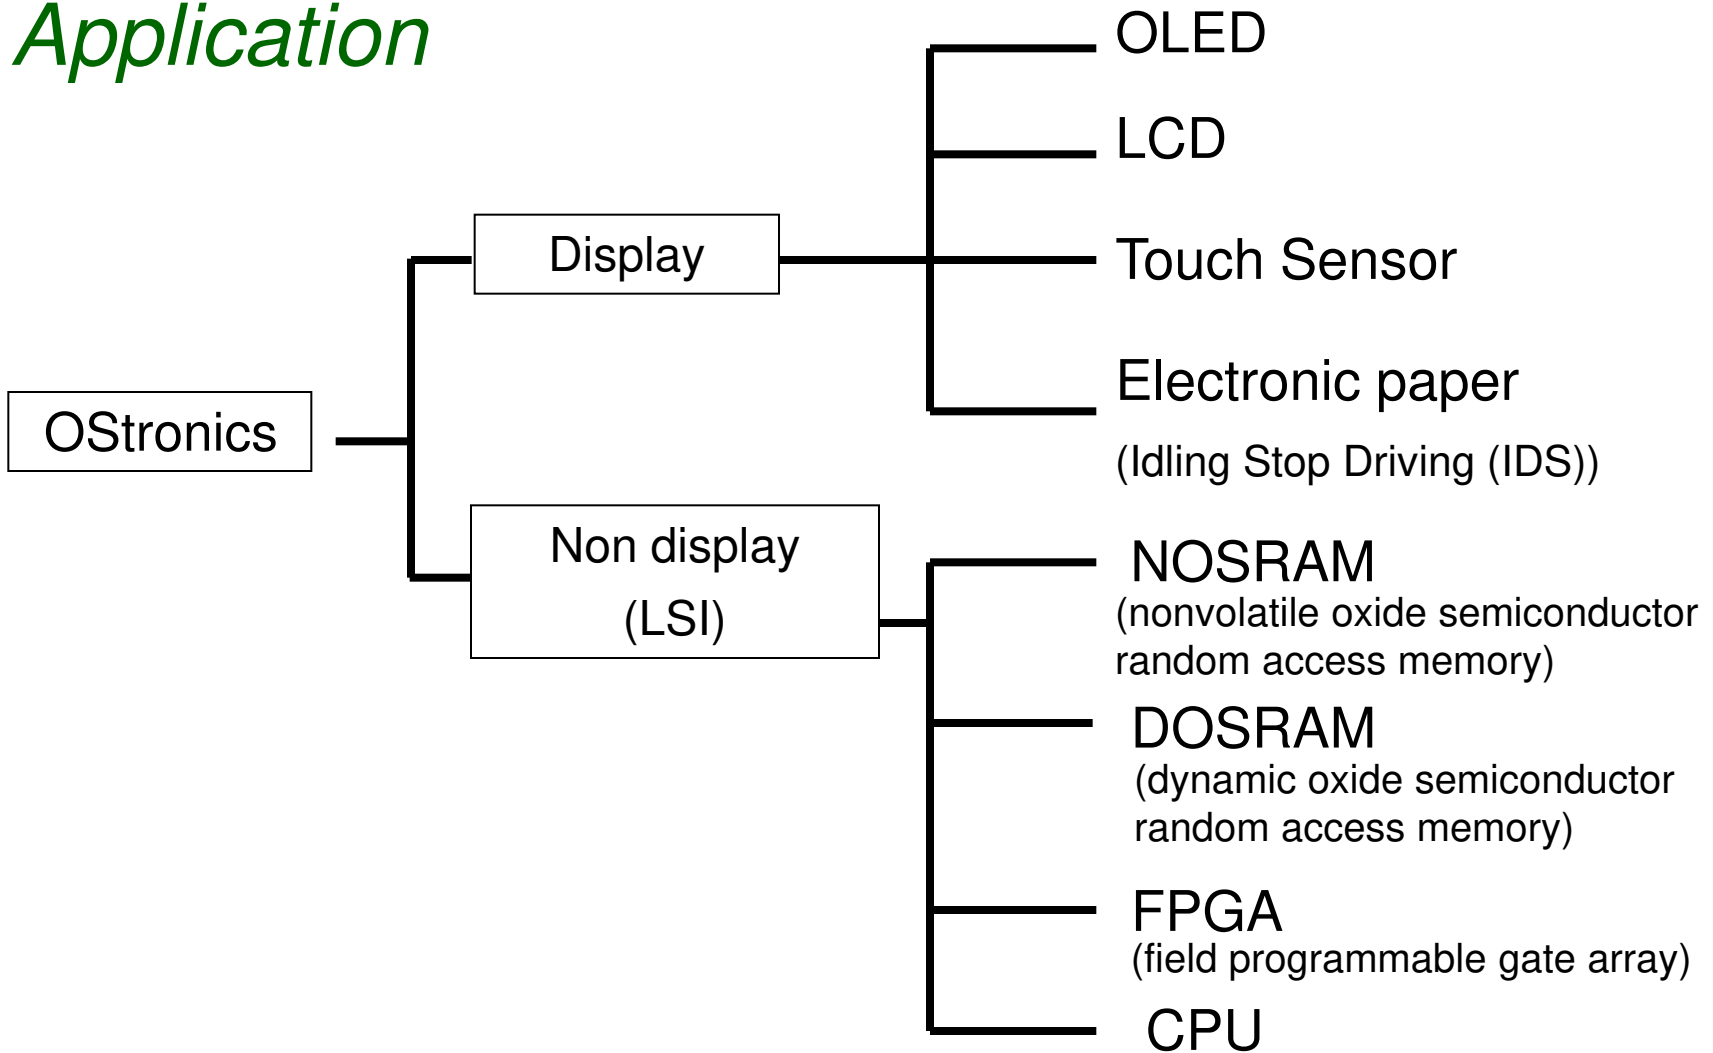 Application
OStronics
Display
OLED
LCD
Touch Sensor
Electronic paper
(Idling Stop Driving (IDS))
Non display
(LSI)
NOSRAM
(nonvolatile oxide semiconductor
random access memory)
DOSRAM
(dynamic oxide semiconductor
random access memory)
FPGA
(field programmable gate array)
CPU